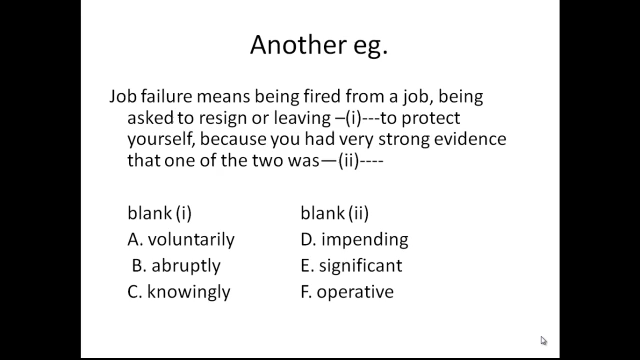 Another eg.
Job failure means being fired from a job, being
asked to resign or leaving –(i)---to protect
yourself, because you had very strong evidence
that one of the two was—(ii)----
blank (i) blank (ii)
A. voluntarily D. impending
B. abruptly E. significant
C. knowingly F. operative